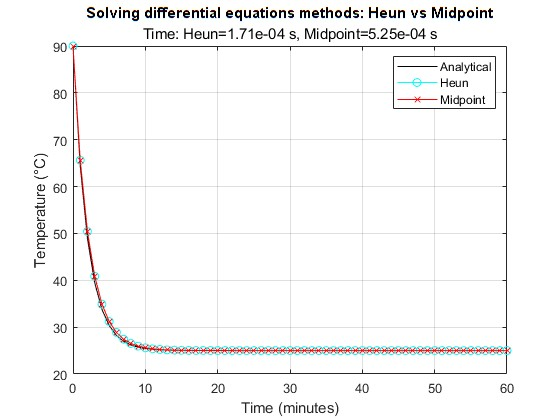 Solving differential equations methods: Heun vs Midpoint
Time: Heun=1.71e-04 s, Midpoint=5.25e-04 s
Analytical
Heun
Midpoint
Temperature (°C)
90
80
70
60
50
40
30
20
0 10 20 30 40 50 60
Time (minutes)